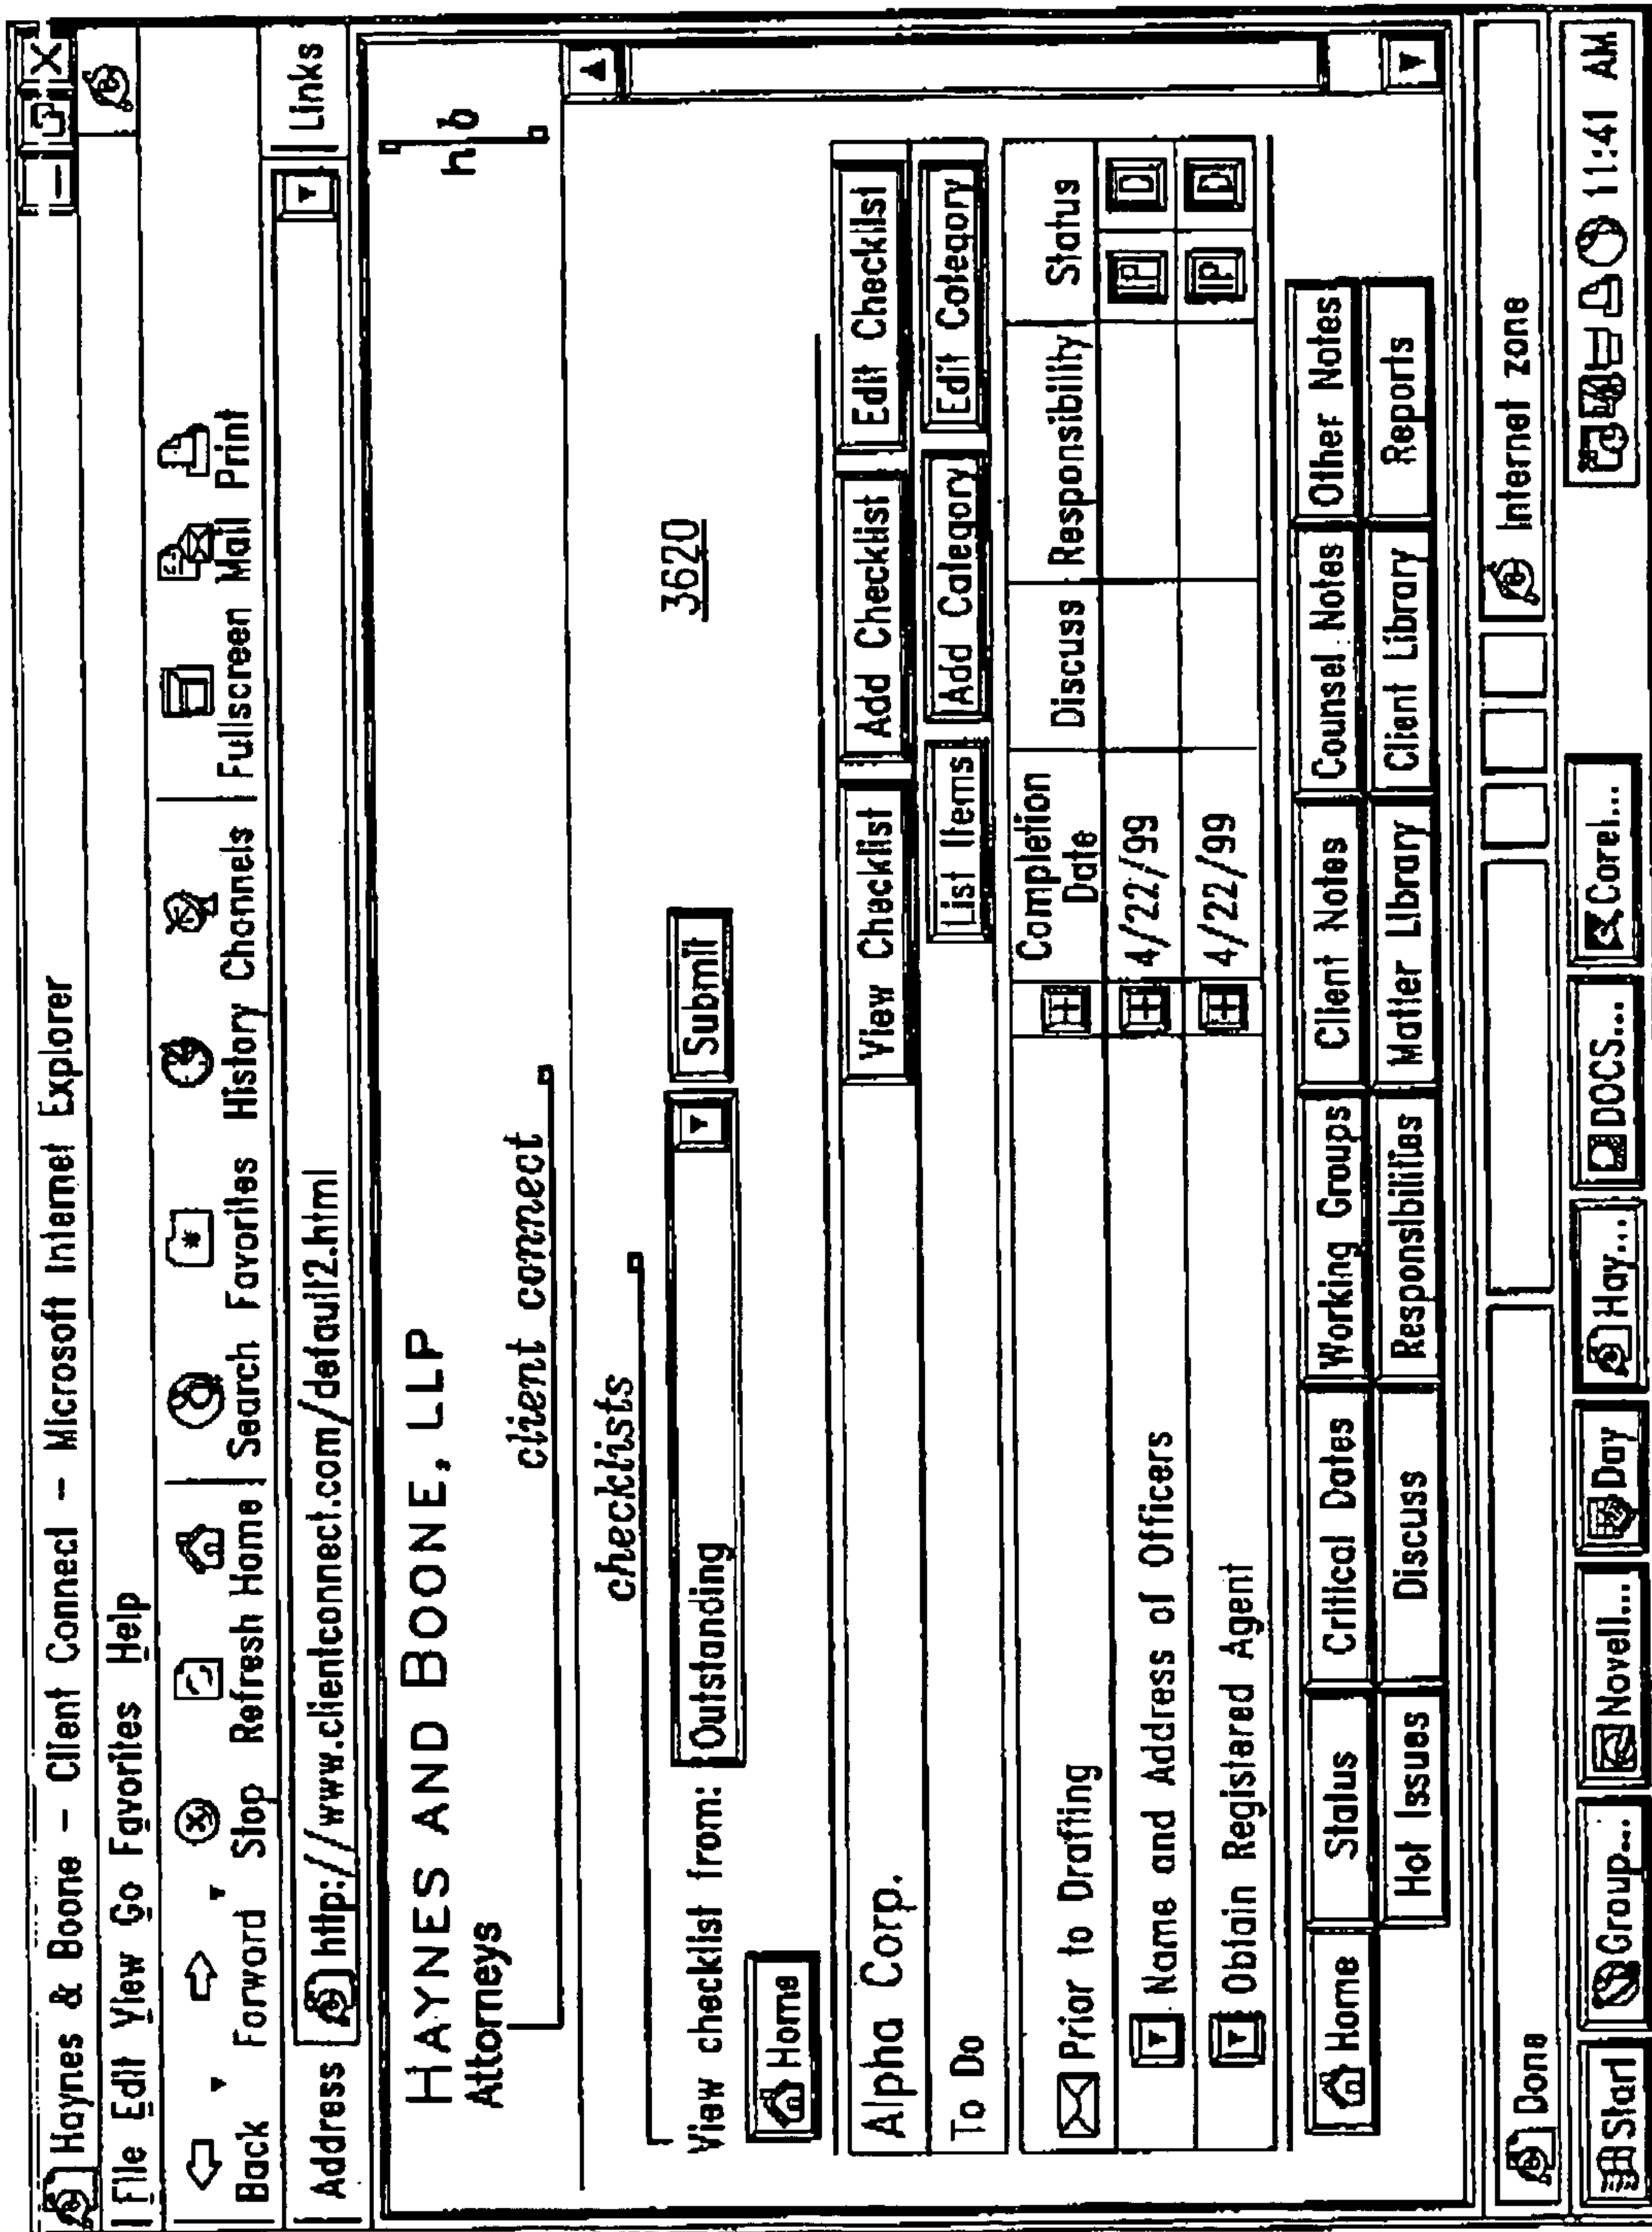 Haynes & Boone - Client Connect -- Microsoft Internet Explorer
File Edit View Go Favorites Help
Back Forward Stop Refresh Home Search Favorites History Channels Fullscreen Mail Print
Address http://www.clientconnect.com/default2.html Links
HAYNES AND BOONE, LLP
Attorneys
h b
client connect
checklists
View checklist from: Outstanding Submit 3620
Home
Alpha Corp. View Checklist Add Checklist Edit Checklist
To Do List Items Add Category Edit Category
Prior to Drafting Completion Date Discuss Responsibility Status
Name and Address of Officers 4/22/99 IP D
Obtain Registered Agent 4/22/99 IP D
Home Status Critical Dates Working Groups Client Notes Counsel Notes Other Notes
Hot Issues Discuss Responsibilities Matter Library Client Library Reports
Done Internet zone
Start Group... Novell... Day Hay... DOCS... Corel... 11:41 AM